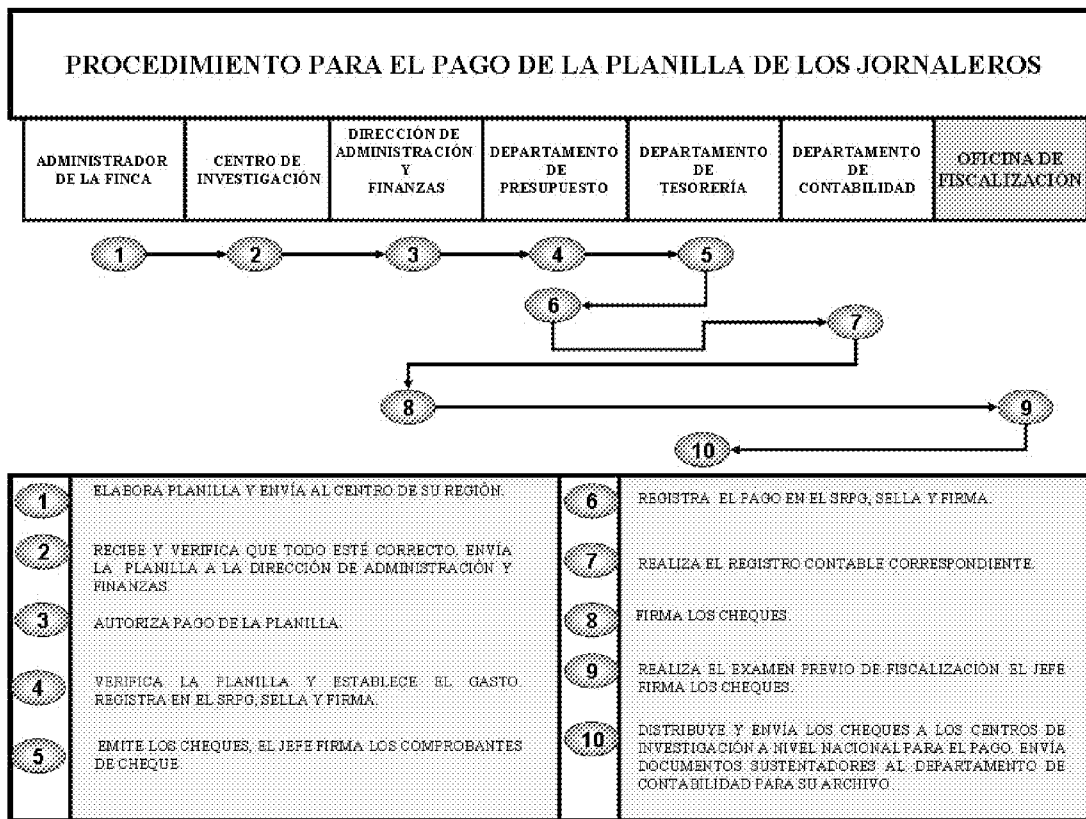 PROCEDIMIENTO PARA EL PAGO DE LA PLANILLA DE LOS JORNALEROS
ADMINISTRADOR
DE LA FINCA
CENTRO DE
INVESTIGACIÓN
DIRECCIÓN DE
ADMINISTRACIÓN
Y
FINANZAS
DEPARTAMENTO
DE
PRESUPUESTO
DEPARTAMENTO
DE
TESORERÍA
DEPARTAMENTO
DE
CONTABILIDAD
OFICINA DE
FISCALIZACIÓN
1
2
3
4
5
6
7
8
9
10
1
ELABORA PLANILLA Y ENVÍA AL CENTRO DE SU REGIÓN.
2
RECIBE Y VERIFICA QUE TODO ESTÉ CORRECTO. ENVÍA
LA PLANILLA A LA DIRECCIÓN DE ADMINISTRACIÓN Y
FINANZAS.
3
AUTORIZA PAGO DE LA PLANILLA.
4
VERIFICA LA PLANILLA Y ESTABLECE EL GASTO
REGISTRA EN EL SRPG, SELLA Y FIRMA.
5
EMITE LOS CHEQUES, EL JEFE FIRMA LOS COMPROBANTES
DE CHEQUE
6
REGISTRA EL PAGO EN EL SRPG, SELLA Y FIRMA.
7
REALIZA EL REGISTRO CONTABLE CORRESPONDIENTE.
8
FIRMA LOS CHEQUES.
9
REALIZA EL EXAMEN PREVIO DE FISCALIZACIÓN. EL JEFE
FIRMA LOS CHEQUES.
10
DISTRIBUYE Y ENVÍA LOS CHEQUES A LOS CENTROS DE
INVESTIGACIÓN A NIVEL NACIONAL PARA EL PAGO. ENVÍA
DOCUMENTOS SUSTENTADORES AL DEPARTAMENTO DE
CONTABILIDAD PARA SU ARCHIVO